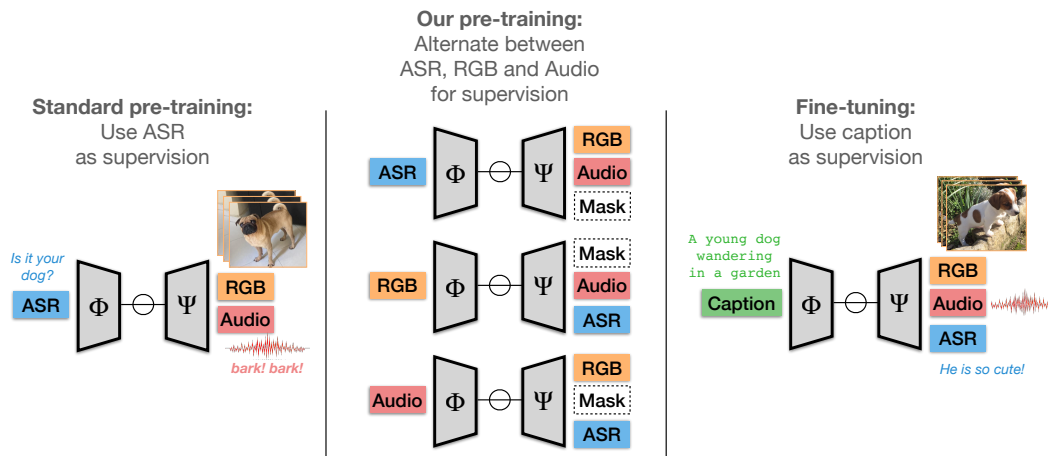 Standard pre-training:
Use ASR
as supervision
Is it your
dog?
ASR
Φ
Ψ
RGB
Audio
bark! bark!
Our pre-training:
Alternate between
ASR, RGB and Audio
for supervision
ASR
Φ
Ψ
RGB
Audio
Mask
RGB
Φ
Ψ
Mask
Audio
ASR
Audio
Φ
Ψ
RGB
Mask
ASR
Fine-tuning:
Use caption
as supervision
A young dog
wandering
in a garden
Caption
Φ
Ψ
RGB
Audio
ASR
He is so cute!